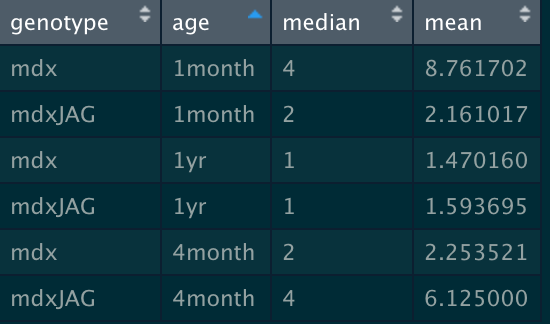 genotype age median mean
mdx 1month 4 8.761702
mdxJAG 1month 2 2.161017
mdx 1yr 1 1.470160
mdxJAG 1yr 1 1.593695
mdx 4month 2 2.253521
mdxJAG 4month 4 6.125000